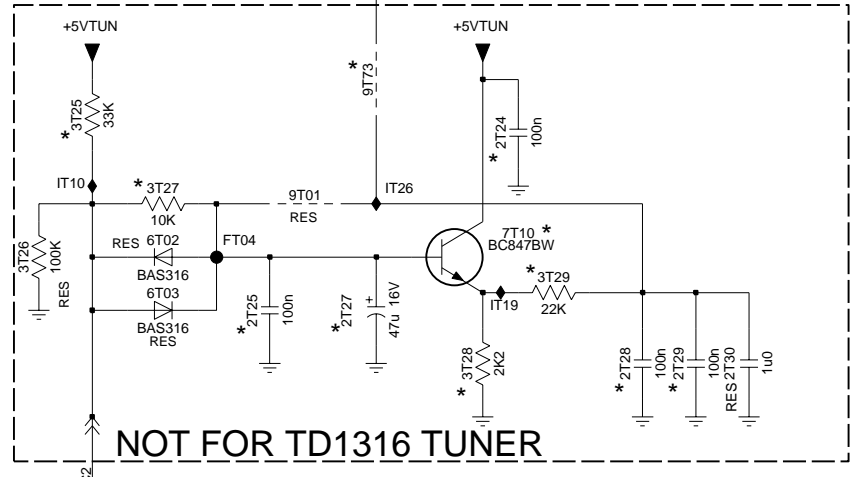 +5VTUN
+5VTUN
* 9T73
* 3T25
33K
* 2T24
100n
IT10
* 3T27
10K
9T01
RES
IT26
3T26
100K
RES
RES
6T02
BAS316
FT04
6T03
BAS316
RES
7T10 *
BC847BW
* 2T25
100n
* 2T27
+
47u 16V
IT19
* 3T29
22K
* 3T28
2K2
* 2T28
100n
* 2T29
100n
RES 2T30
1u0
NOT FOR TD1316 TUNER